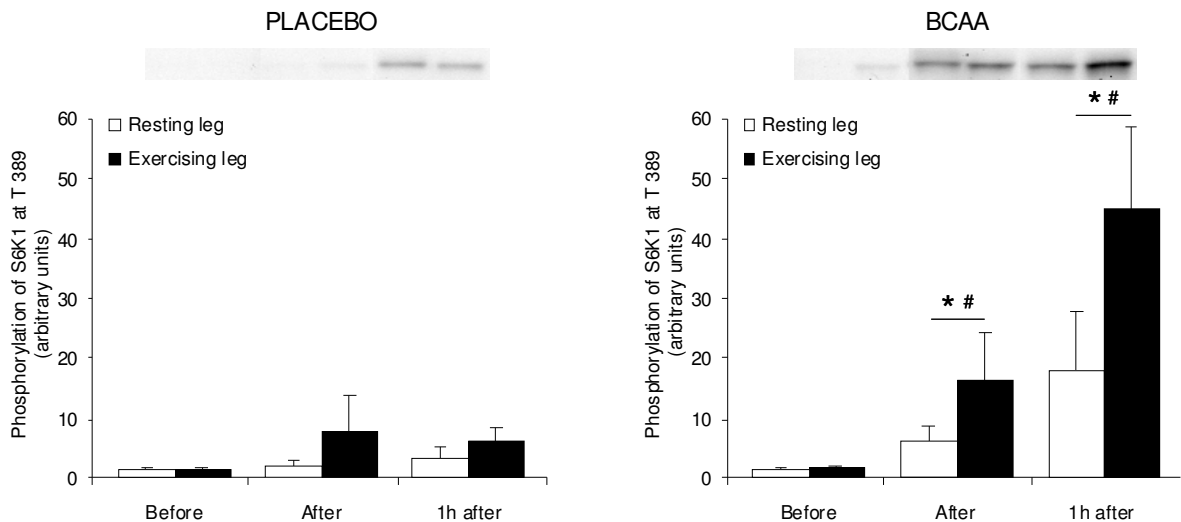 PLACEBO
Phosphorylation of S6K1 at T 389
(arbitrary units)
60
50
40
30
20
10
0
Resting leg
Exercising leg
Before
After
1h after
BCAA
Phosphorylation of S6K1 at T 389
(arbitrary units)
60
50
40
30
20
10
0
Resting leg
Exercising leg
* #
* #
Before
After
1h after